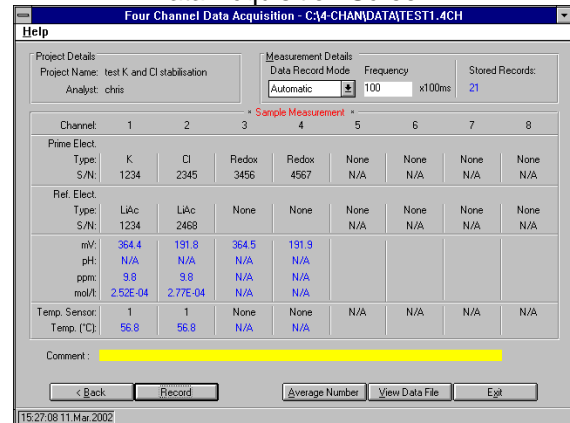 Four Channel Data Acquisition - C:\4-CHAN\DATA\TEST1.4CH
Help
Project Details
Project Name: test K and Cl stabilisation
Analyst: chris
Measurement Details
Data Record Mode Frequency Stored Records:
Automatic 100 x100ms 21
" Sample Measurement "
Channel: 1 2 3 4 5 6 7 8
Prime Elect.
Type: K Cl Redox Redox None None None None
S/N: 1234 2345 3456 4567 N/A N/A N/A N/A
Ref. Elect.
Type: LiAc LiAc None None None None None None
S/N: 1234 2468 N/A N/A N/A N/A
mV: 364.4 191.8 364.5 191.9
pH: N/A N/A N/A N/A
ppm: 9.8 9.8 N/A N/A
mol/l: 2.52E-04 2.77E-04 N/A N/A
Temp. Sensor: 1 1 None None N/A N/A N/A N/A
Temp. (°C): 56.8 56.8 N/A N/A
Comment :
< Back Record Average Number View Data File Exit
15:27:08 11.Mar.2002